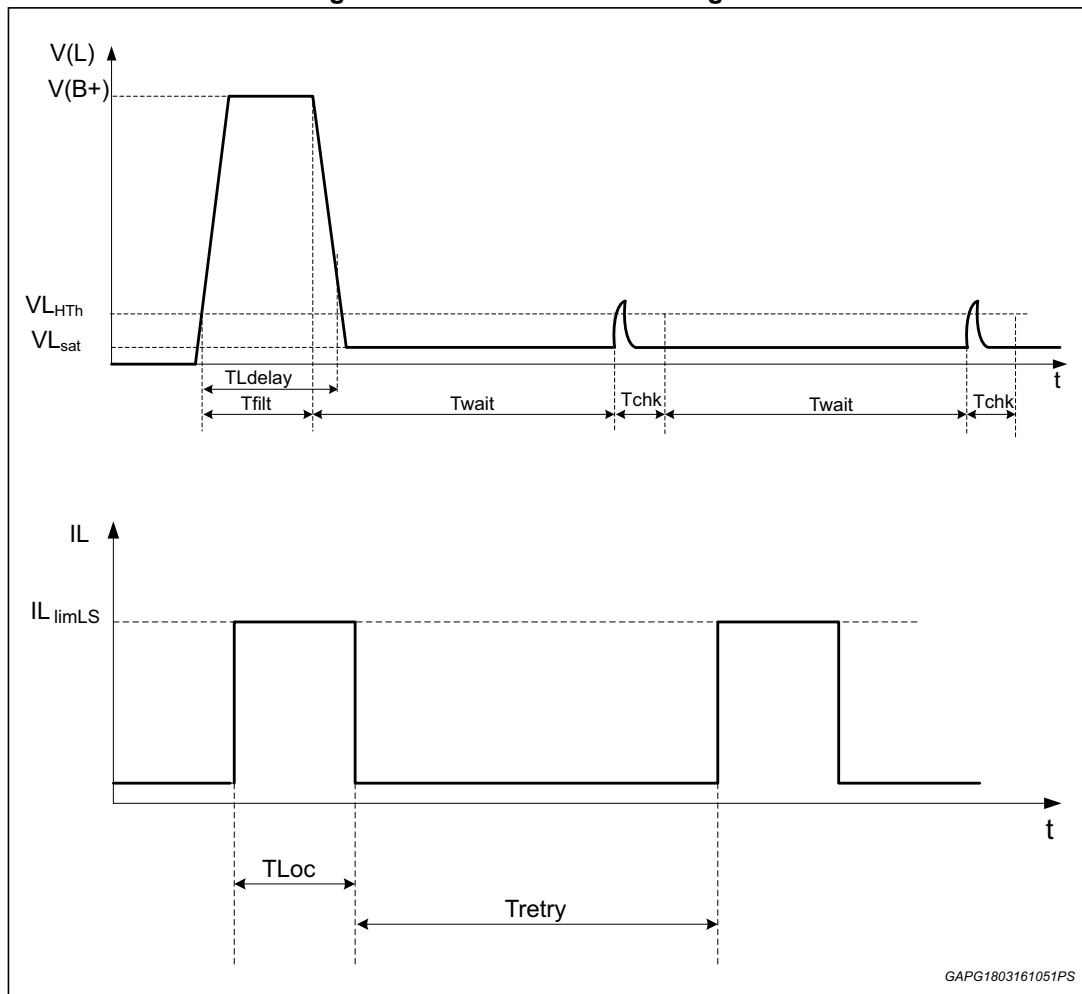 V(L)
V(B+)
VLHTh
VLsat
TLdelay
t
Tfilt
Twait
Tchk
Twait
Tchk
IL
IL limLS
t
TLoc
Tretry
GAPG1803161051PS